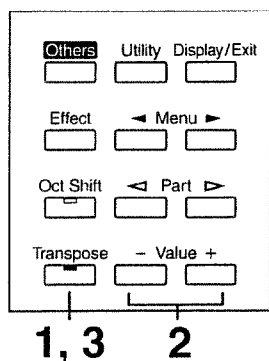 Others Utility Display/Exit
Effect ◄ Menu ►
Oct Shift ◁ Part ▷
Transpose − Value +
1, 3 2